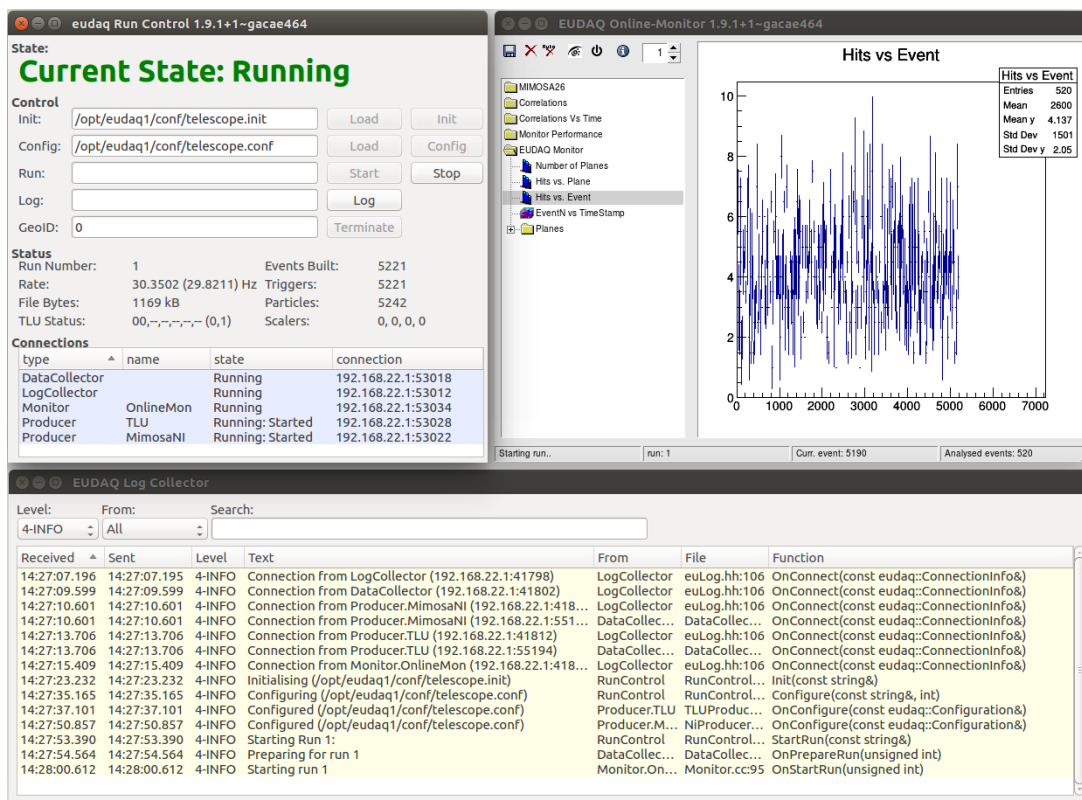 eudaq Run Control 1.9.1+1~gacae464
State:
Current State: Running
Control
Init: /opt/eudaq1/conf/telescope.init Load Init
Config: /opt/eudaq1/conf/telescope.conf Load Config
Run: Start Stop
Log: Log
GeoID: 0 Terminate
Status
Run Number: 1 Events Built: 5221
Rate: 30.3502 (29.8211) Hz Triggers: 5221
File Bytes: 1169 kB Particles: 5242
TLU Status: 00,--,--,--,--,-- (0,1) Scalers: 0, 0, 0, 0
Connections
type name state connection
DataCollector Running 192.168.22.1:53018
LogCollector Running 192.168.22.1:53012
Monitor OnlineMon Running 192.168.22.1:53034
Producer TLU Running: Started 192.168.22.1:53028
Producer MimosaNI Running: Started 192.168.22.1:53022
EUDAQ Online-Monitor 1.9.1+1~gacae464
1
MIMOSA26
Correlations
Correlations Vs Time
Monitor Performance
EUDAQ Monitor
Number of Planes
Hits vs. Plane
Hits vs. Event
EventN vs TimeStamp
Planes
Hits vs Event
Hits vs Event
Entries 520
Mean 2600
Mean y 4.137
Std Dev 1501
Std Dev y 2.05
10
8
6
4
2
0
0 1000 2000 3000 4000 5000 6000 7000
Starting run.. run: 1 Curr. event: 5190 Analysed events: 520
EUDAQ Log Collector
Level: From: Search:
4-INFO All
Received Sent Level Text From File Function
14:27:07.196 14:27:07.195 4-INFO Connection from LogCollector (192.168.22.1:41798) LogCollector euLog.hh:106 OnConnect(const eudaq::ConnectionInfo&)
14:27:09.599 14:27:09.599 4-INFO Connection from DataCollector (192.168.22.1:41802) LogCollector euLog.hh:106 OnConnect(const eudaq::ConnectionInfo&)
14:27:10.601 14:27:10.601 4-INFO Connection from Producer.MimosaNI (192.168.22.1:418... LogCollector euLog.hh:106 OnConnect(const eudaq::ConnectionInfo&)
14:27:10.601 14:27:10.601 4-INFO Connection from Producer.MimosaNI (192.168.22.1:551... DataCollec... DataCollec... OnConnect(const eudaq::ConnectionInfo&)
14:27:13.706 14:27:13.706 4-INFO Connection from Producer.TLU (192.168.22.1:41812) LogCollector euLog.hh:106 OnConnect(const eudaq::ConnectionInfo&)
14:27:13.706 14:27:13.706 4-INFO Connection from Producer.TLU (192.168.22.1:55194) DataCollec... DataCollec... OnConnect(const eudaq::ConnectionInfo&)
14:27:15.409 14:27:15.409 4-INFO Connection from Monitor.OnlineMon (192.168.22.1:418... LogCollector euLog.hh:106 OnConnect(const eudaq::ConnectionInfo&)
14:27:23.232 14:27:23.232 4-INFO Initialising (/opt/eudaq1/conf/telescope.init) RunControl RunControl... Init(const string&)
14:27:35.165 14:27:35.165 4-INFO Configuring (/opt/eudaq1/conf/telescope.conf) RunControl RunControl... Configure(const string&, int)
14:27:37.101 14:27:37.101 4-INFO Configured (/opt/eudaq1/conf/telescope.conf) Producer.TLU TLUProduc... OnConfigure(const eudaq::Configuration&)
14:27:50.857 14:27:50.857 4-INFO Configured (/opt/eudaq1/conf/telescope.conf) Producer.M... NiProducer... OnConfigure(const eudaq::Configuration&)
14:27:53.390 14:27:53.390 4-INFO Starting Run 1: RunControl RunControl... StartRun(const string&)
14:27:54.564 14:27:54.564 4-INFO Preparing for run 1 DataCollec... DataCollec... OnPrepareRun(unsigned int)
14:28:00.612 14:28:00.612 4-INFO Starting run 1 Monitor.On... Monitor.cc:95 OnStartRun(unsigned int)